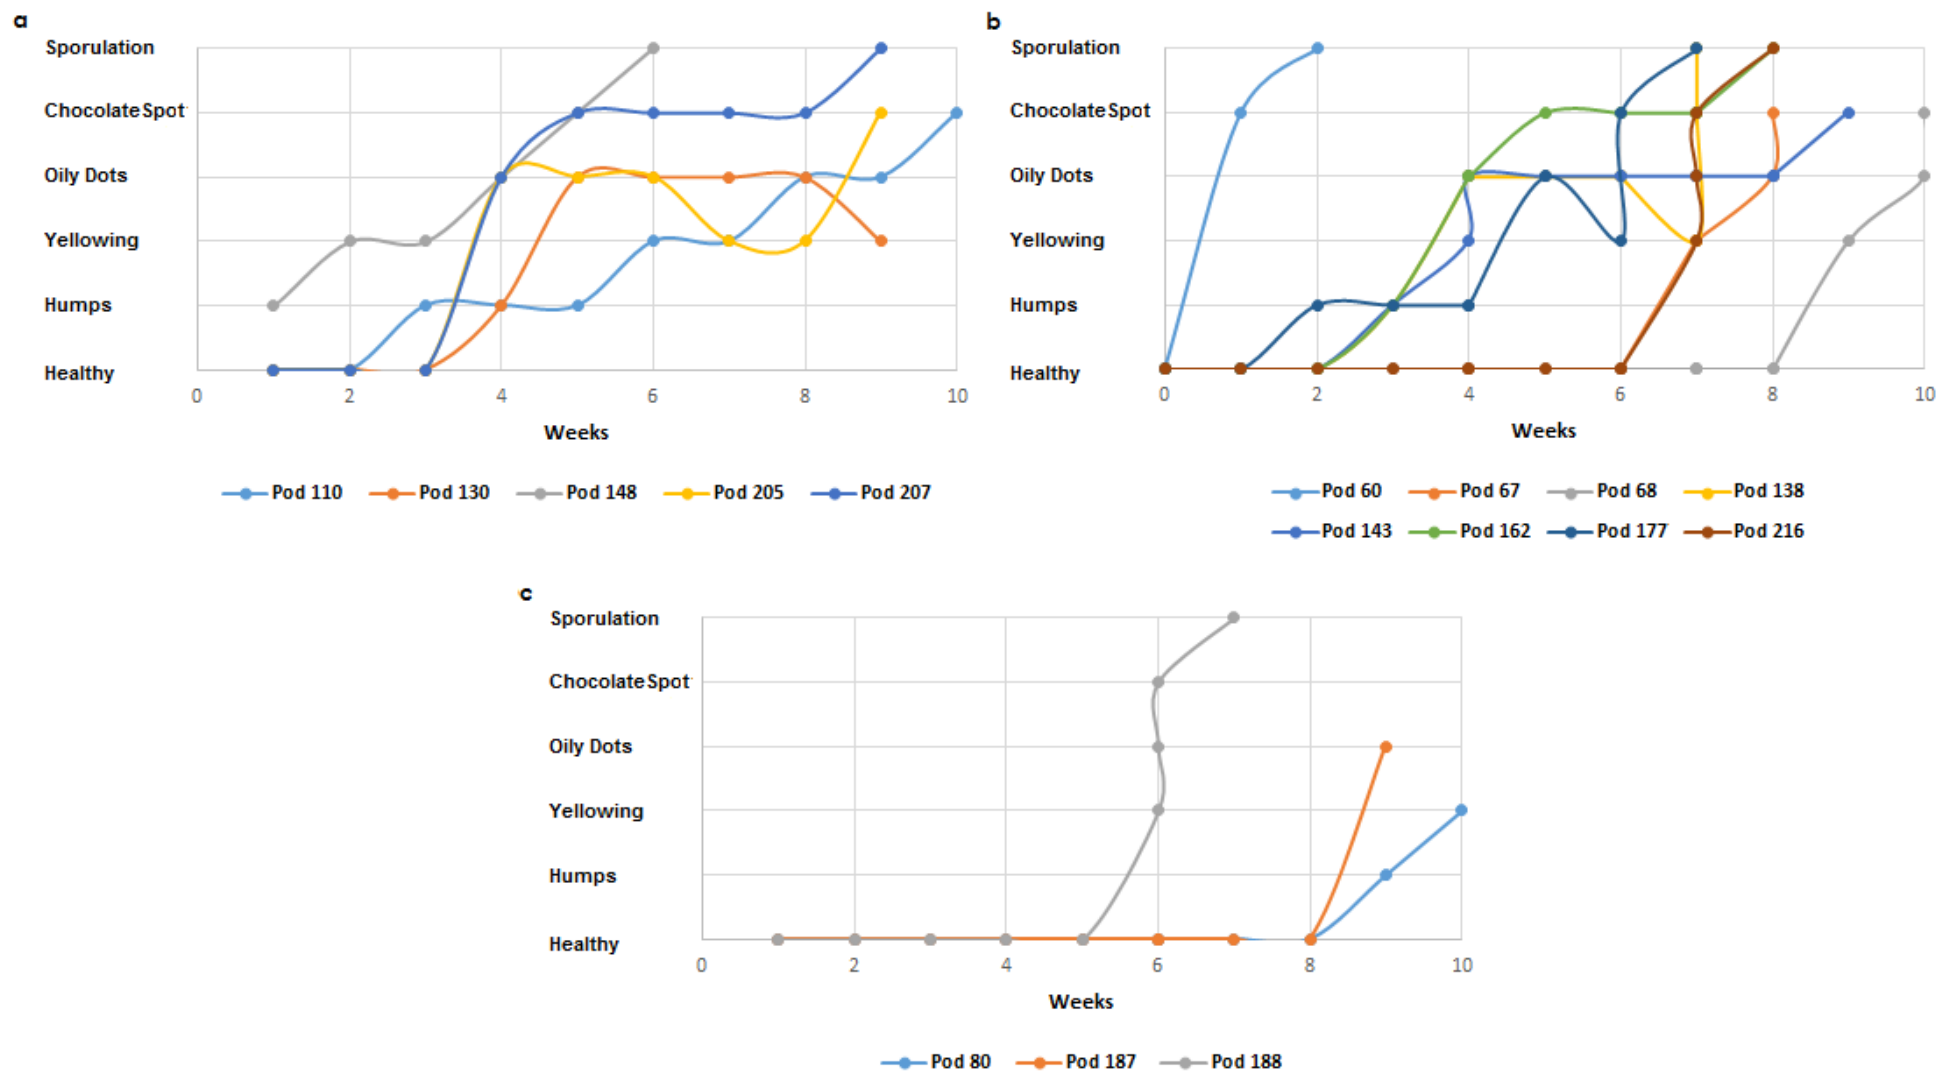 a
Sporulation
Chocolate Spot
Oily Dots
Yellowing
Humps
Healthy
0 2 4 6 8 10
Weeks
Pod 110 Pod 130 Pod 148 Pod 205 Pod 207
b
Sporulation
Chocolate Spot
Oily Dots
Yellowing
Humps
Healthy
0 2 4 6 8 10
Weeks
Pod 60 Pod 67 Pod 68 Pod 138
Pod 143 Pod 162 Pod 177 Pod 216
c
Sporulation
Chocolate Spot
Oily Dots
Yellowing
Humps
Healthy
0 2 4 6 8 10
Weeks
Pod 80 Pod 187 Pod 188